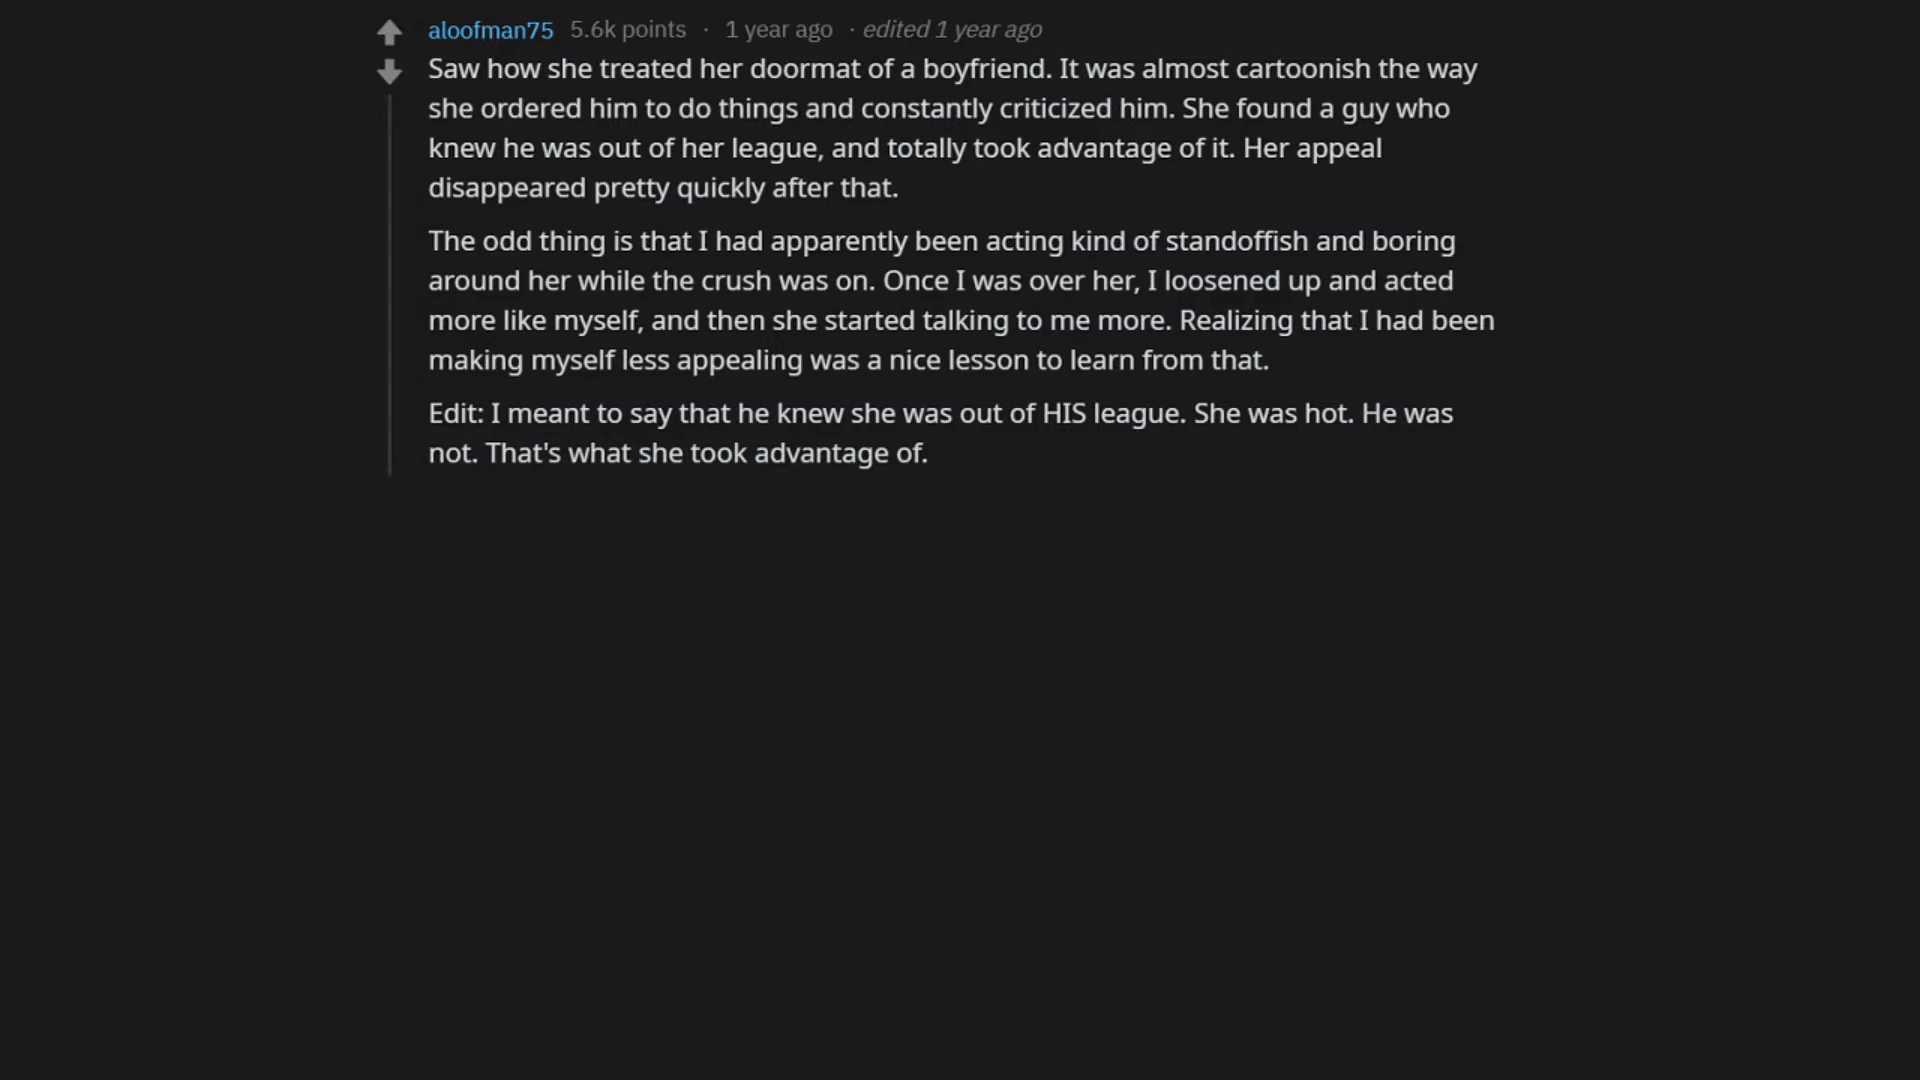 aloofman75 5.6k points · 1 year ago · edited 1 year ago
Saw how she treated her doormat of a boyfriend. It was almost cartoonish the way
she ordered him to do things and constantly criticized him. She found a guy who
knew he was out of her league, and totally took advantage of it. Her appeal
disappeared pretty quickly after that.
The odd thing is that I had apparently been acting kind of standoffish and boring
around her while the crush was on. Once I was over her, I loosened up and acted
more like myself, and then she started talking to me more. Realizing that I had been
making myself less appealing was a nice lesson to learn from that.
Edit: I meant to say that he knew she was out of HIS league. She was hot. He was
not. That's what she took advantage of.